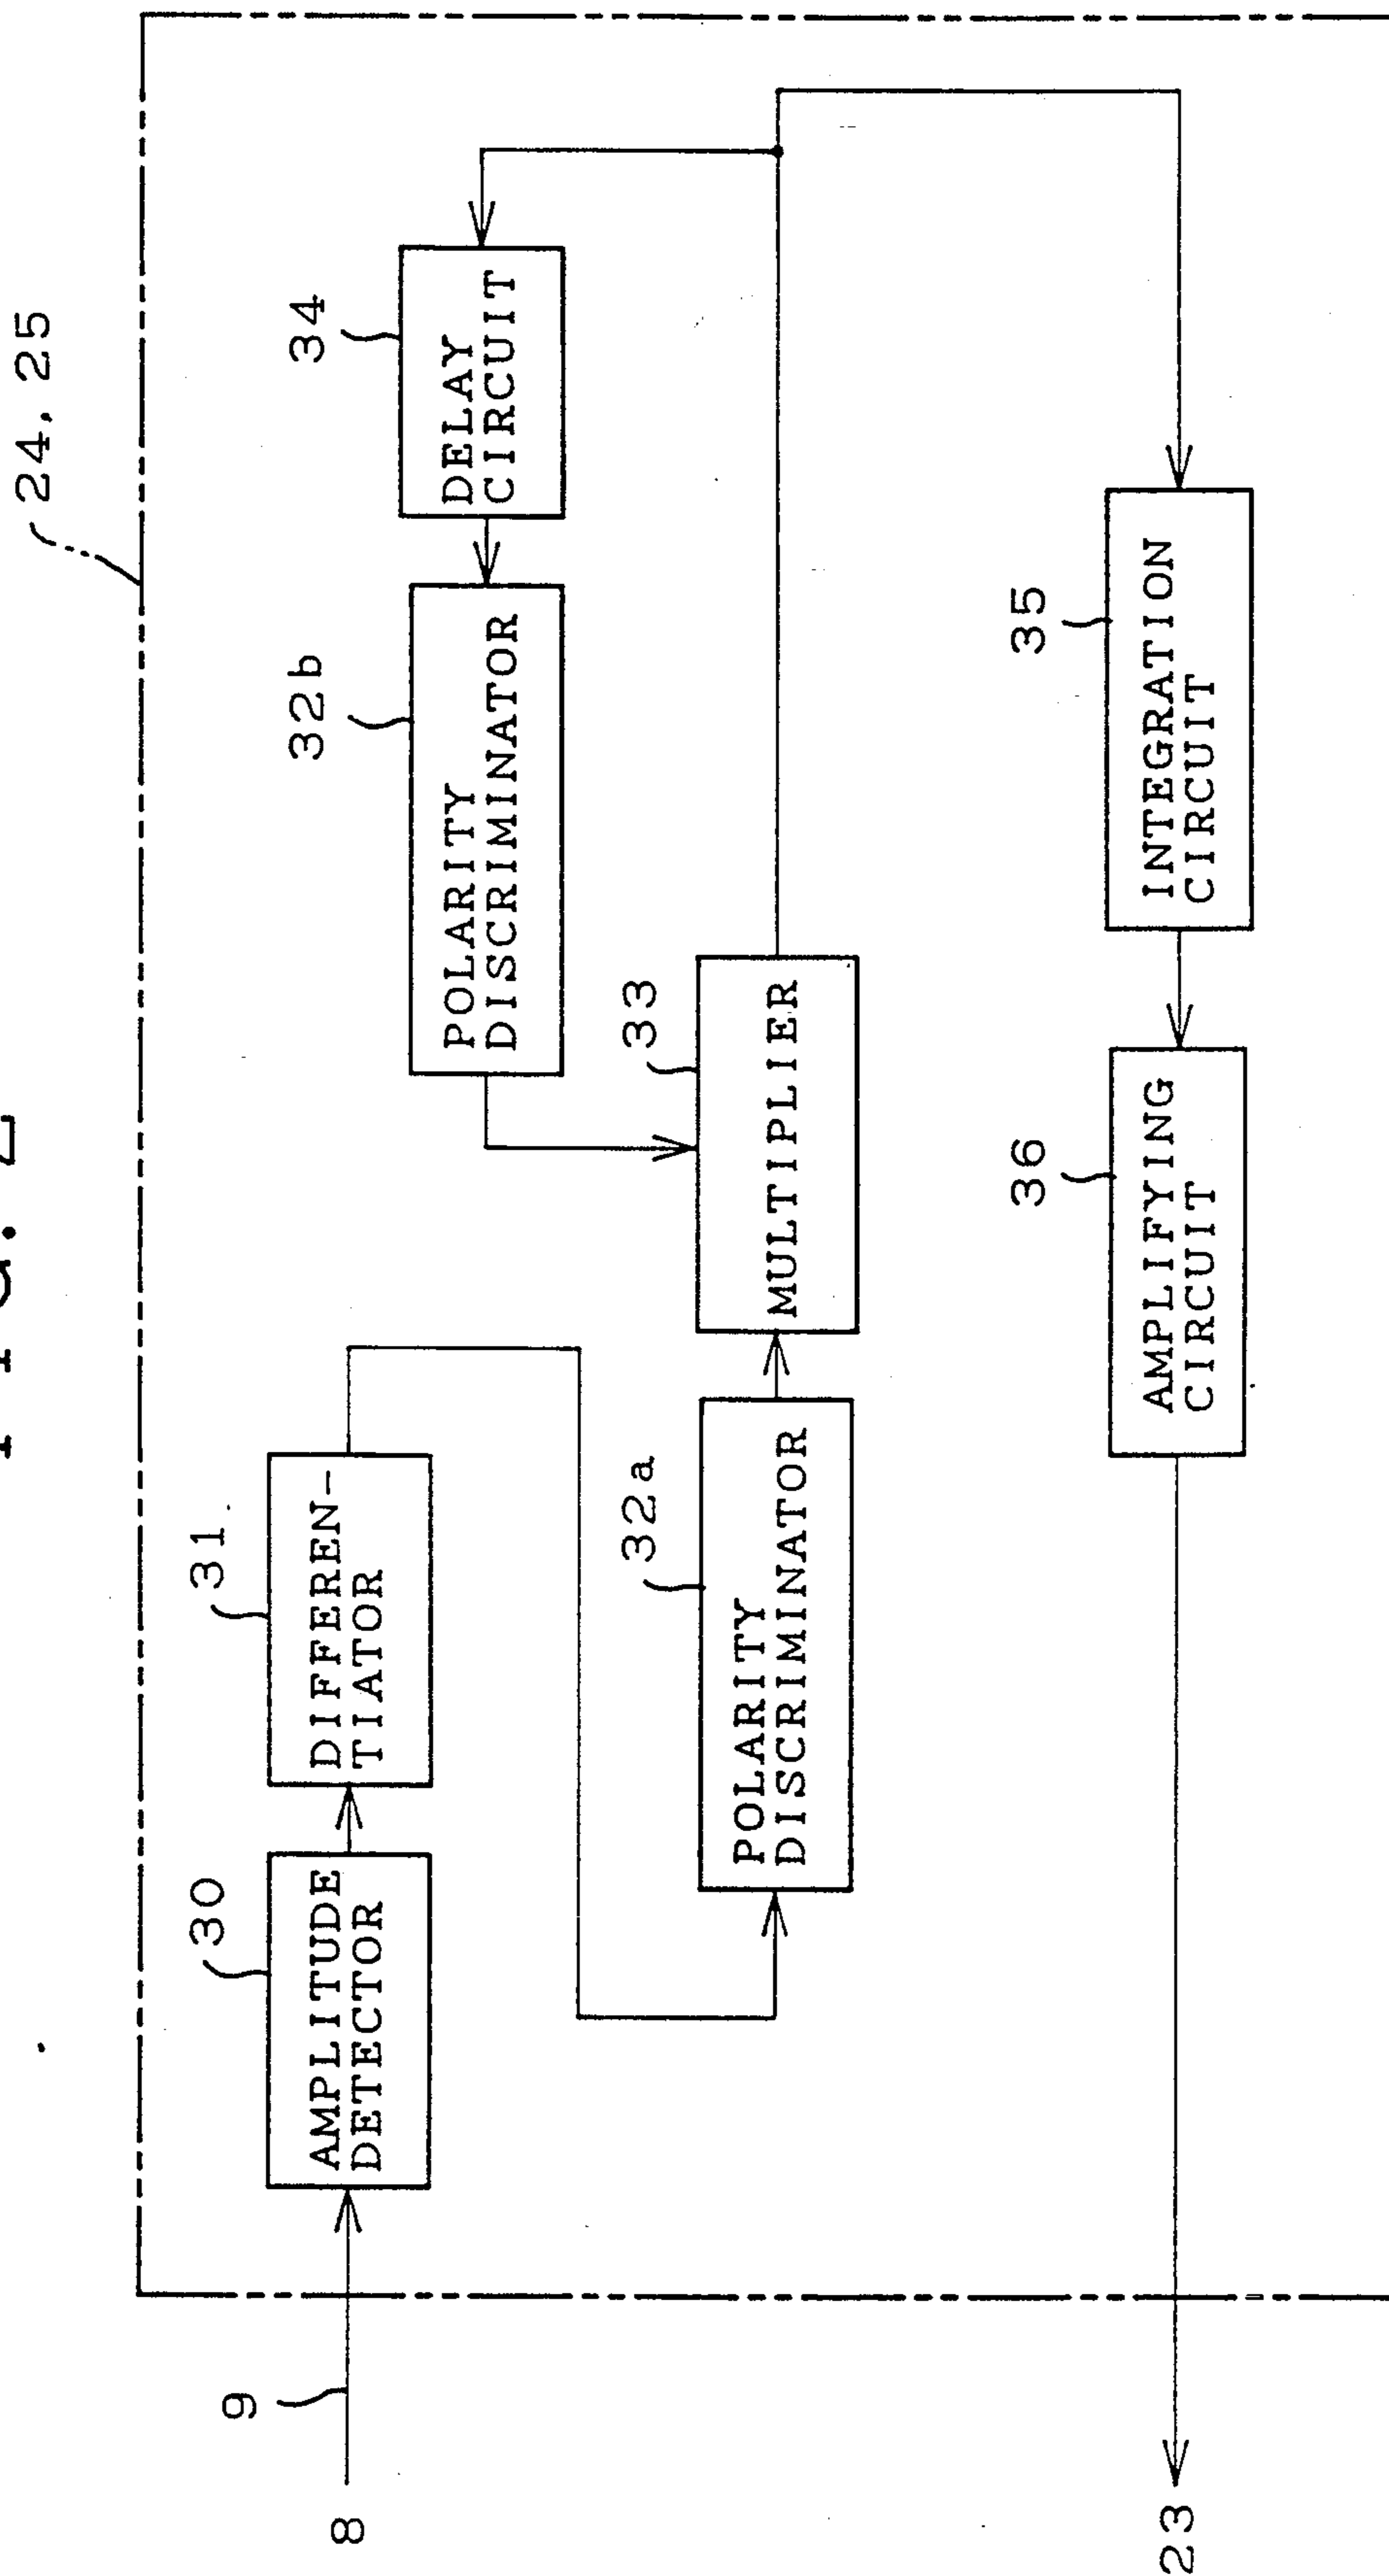 24, 25
34
DELAY
CIRCUIT
32b
POLARITY
DISCRIMINATOR
31
DIFFEREN-
TIATOR
30
AMPLITUDE
DETECTOR
9
8
33
MULTIPLIER
32a
POLARITY
DISCRIMINATOR
35
INTEGRATION
CIRCUIT
36
AMPLIFYING
CIRCUIT
23